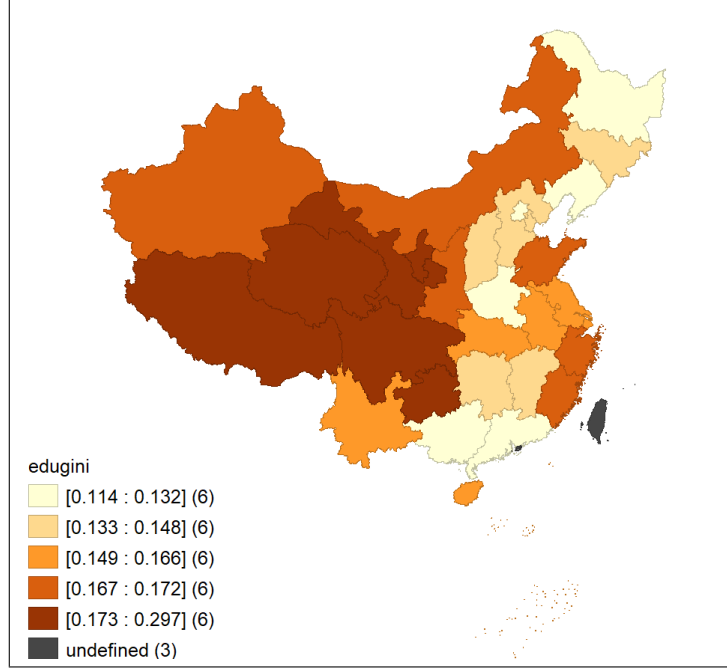 edugini
[0.114 : 0.132] (6)
[0.133 : 0.148] (6)
[0.149 : 0.166] (6)
[0.167 : 0.172] (6)
[0.173 : 0.297] (6)
undefined (3)